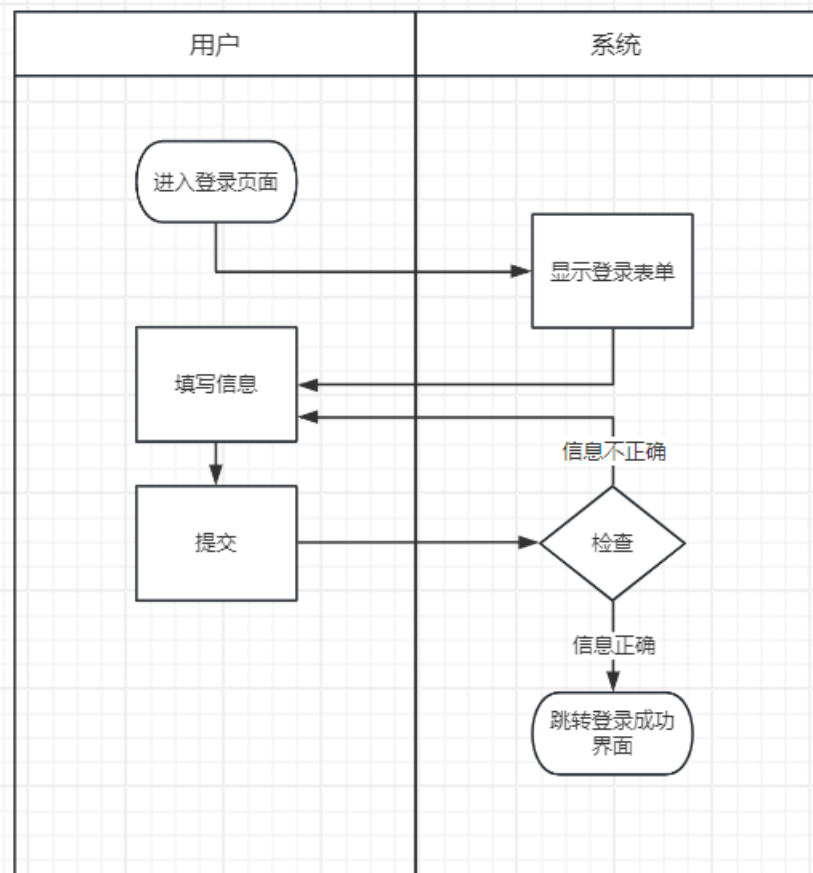 用户
系统
进入登录页面
显示登录表单
填写信息
信息不正确
提交
检查
信息正确
跳转登录成功
界面